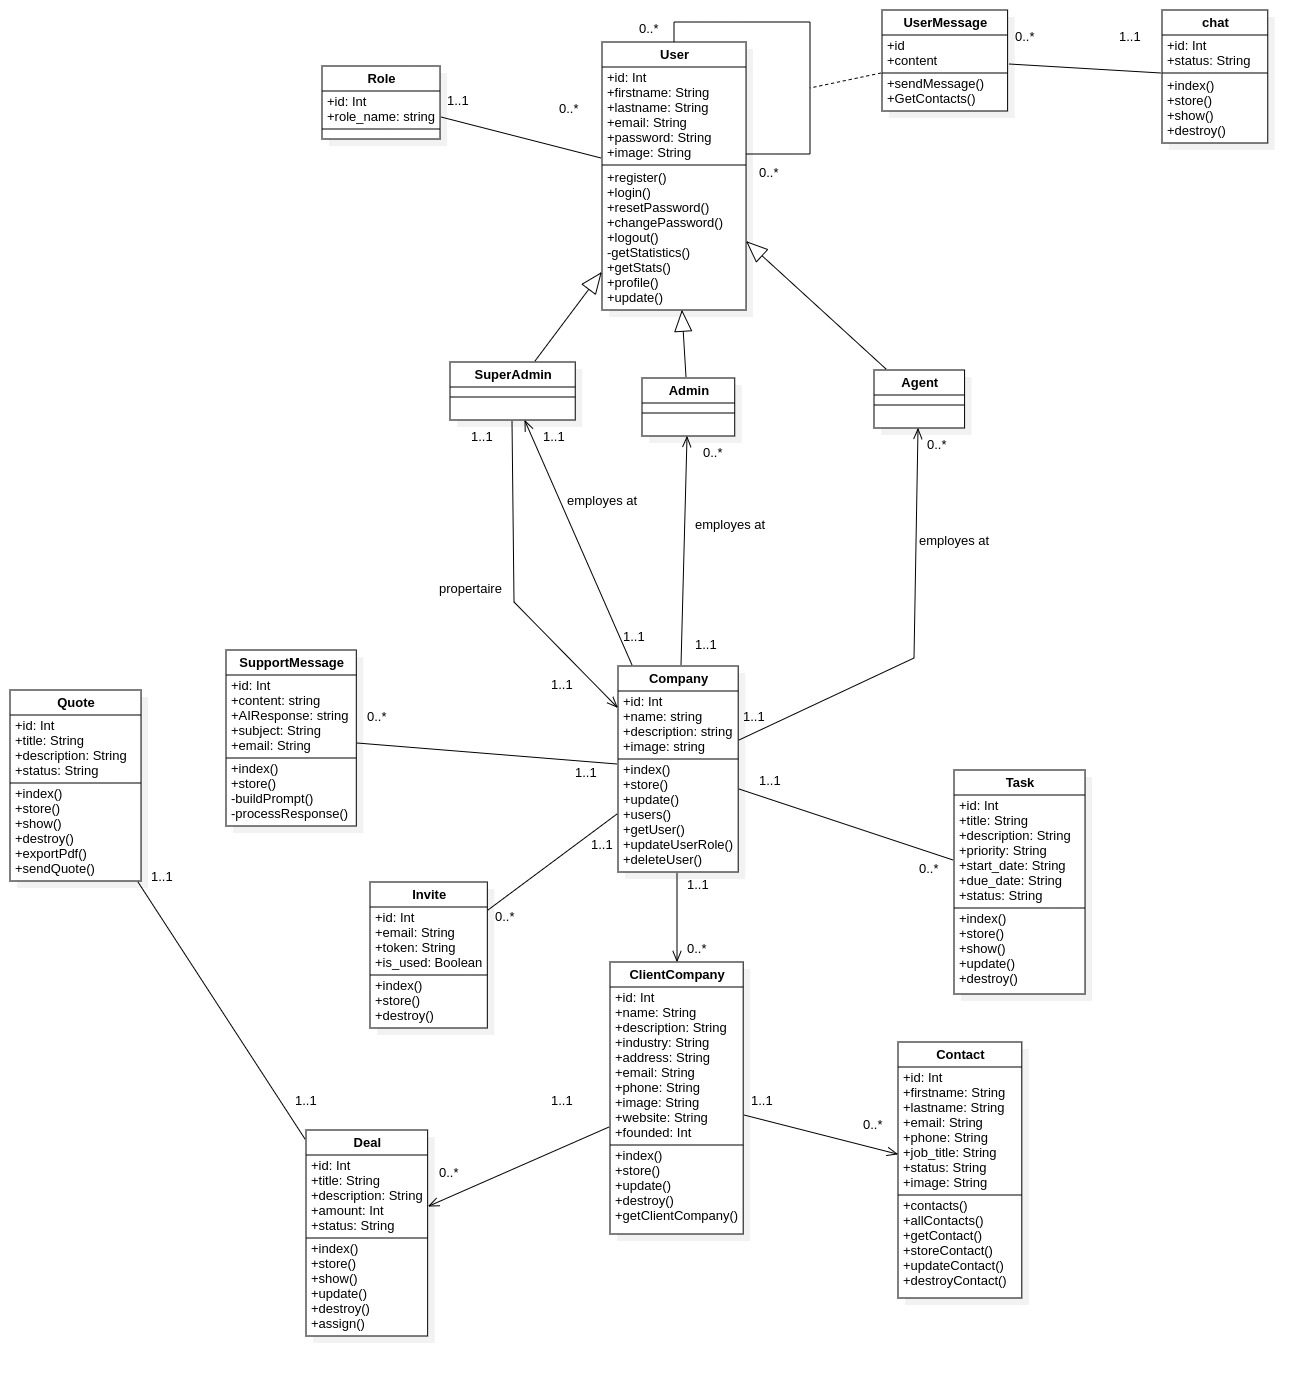 0..*
User
+id: Int
+firstname: String
+lastname: String
+email: String
+password: String
+image: String
+register()
+login()
+resetPassword()
+changePassword()
+logout()
-getStatistics()
+getStats()
+profile()
+update()
0..*
UserMessage
+id
+content
+sendMessage()
+GetContacts()
0..*
1..1
chat
+id: Int
+status: String
+index()
+store()
+show()
+destroy()
Role
+id: Int
+role_name: string
1..1
0..*
SuperAdmin
Admin
Agent
1..1
1..1
0..*
0..*
employes at
employes at
employes at
propertaire
1..1
1..1
1..1
1..1
Company
+id: Int
+name: string
+description: string
+image: string
+index()
+store()
+update()
+users()
+getUser()
+updateUserRole()
+deleteUser()
SupportMessage
+id: Int
+content: string
+AIResponse: string
+subject: String
+email: String
+index()
+store()
-buildPrompt()
-processResponse()
0..*
1..1
Quote
+id: Int
+title: String
+description: String
+status: String
+index()
+store()
+show()
+destroy()
+exportPdf()
+sendQuote()
1..1
1..1
Invite
+id: Int
+email: String
+token: String
+is_used: Boolean
+index()
+store()
+destroy()
1..1
0..*
Task
+id: Int
+title: String
+description: String
+priority: String
+start_date: String
+due_date: String
+status: String
+index()
+store()
+show()
+update()
+destroy()
1..1
0..*
1..1
0..*
ClientCompany
+id: Int
+name: String
+description: String
+industry: String
+address: String
+email: String
+phone: String
+image: String
+website: String
+founded: Int
+index()
+store()
+update()
+destroy()
+getClientCompany()
1..1
0..*
Deal
+id: Int
+title: String
+description: String
+amount: Int
+status: String
+index()
+store()
+show()
+update()
+destroy()
+assign()
1..1
0..*
Contact
+id: Int
+firstname: String
+lastname: String
+email: String
+phone: String
+job_title: String
+status: String
+image: String
+contacts()
+allContacts()
+getContact()
+storeContact()
+updateContact()
+destroyContact()